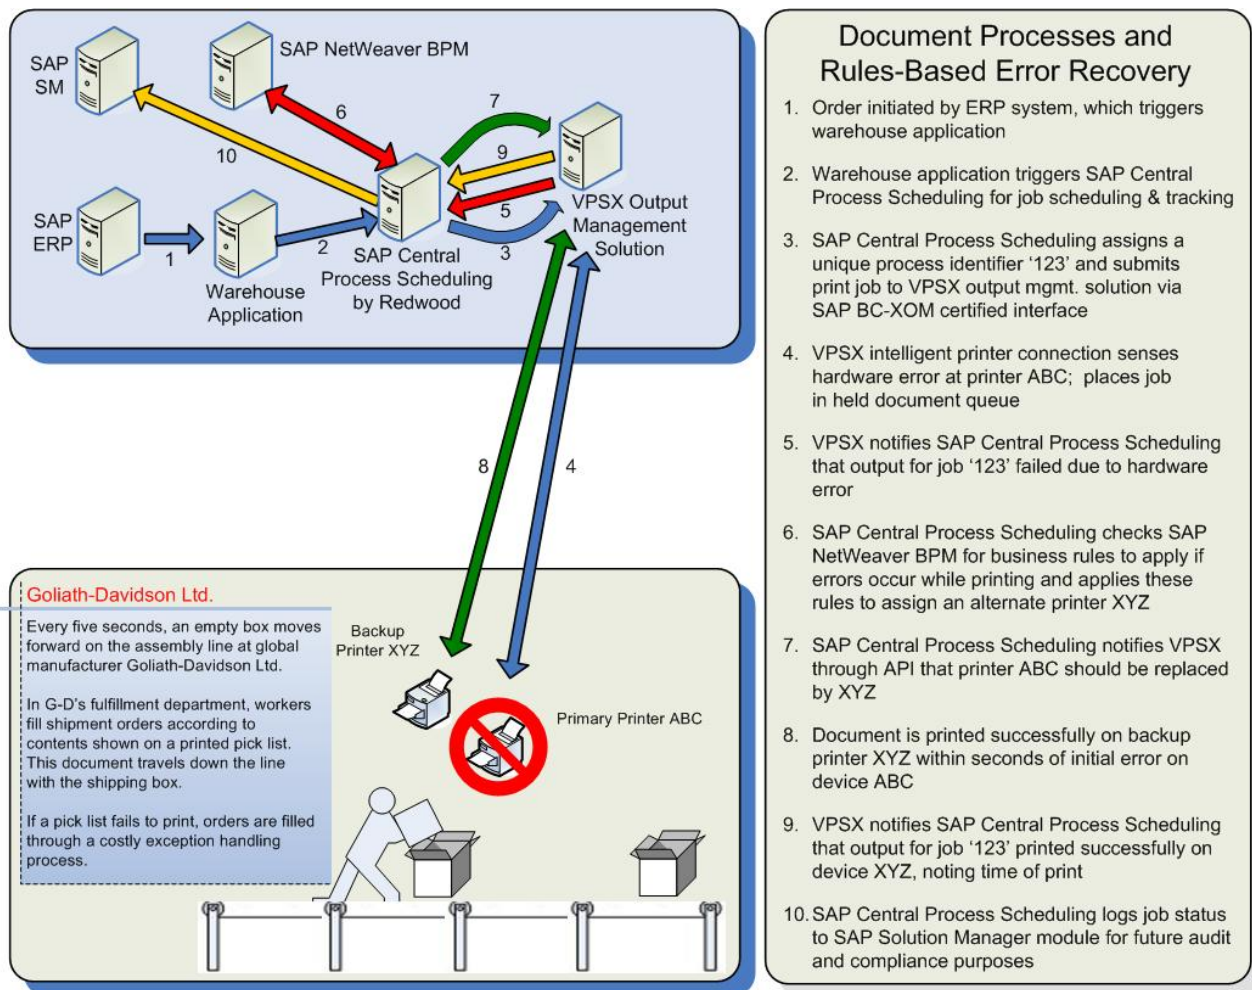 SAP
SM
SAP NetWeaver BPM
6
7
9
10
5
SAP
ERP
1
2
3
VPSX Output
Management
Solution
SAP Central
Process Scheduling
by Redwood
Warehouse
Application
8
4
Goliath-Davidson Ltd.
Every five seconds, an empty box moves
forward on the assembly line at global
manufacturer Goliath-Davidson Ltd.
In G-D's fulfillment department, workers
fill shipment orders according to
contents shown on a printed pick list.
This document travels down the line
with the shipping box.
If a pick list fails to print, orders are filled
through a costly exception handling
process.
Backup
Printer XYZ
Primary Printer ABC
Document Processes and
Rules-Based Error Recovery
1. Order initiated by ERP system, which triggers
warehouse application
2. Warehouse application triggers SAP Central
Process Scheduling for job scheduling & tracking
3. SAP Central Process Scheduling assigns a
unique process identifier ‘123’ and submits
print job to VPSX output mgmt. solution via
SAP BC-XOM certified interface
4. VPSX intelligent printer connection senses
hardware error at printer ABC; places job
in held document queue
5. VPSX notifies SAP Central Process Scheduling
that output for job ‘123’ failed due to hardware
error
6. SAP Central Process Scheduling checks SAP
NetWeaver BPM for business rules to apply if
errors occur while printing and applies these
rules to assign an alternate printer XYZ
7. SAP Central Process Scheduling notifies VPSX
through API that printer ABC should be replaced
by XYZ
8. Document is printed successfully on backup
printer XYZ within seconds of initial error on
device ABC
9. VPSX notifies SAP Central Process Scheduling
that output for job ‘123’ printed successfully on
device XYZ, noting time of print
10. SAP Central Process Scheduling logs job status
to SAP Solution Manager module for future audit
and compliance purposes